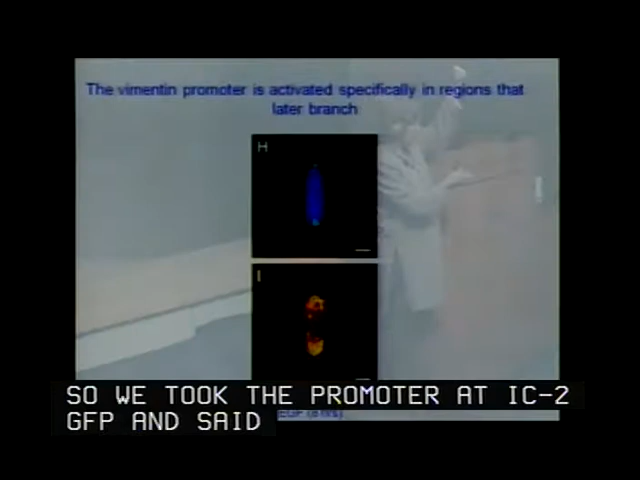 The vimentin promoter is activated specifically in regions that
later branch
H
I
SO WE TOOK THE PROMOTER AT IC-2
GFP AND SAID